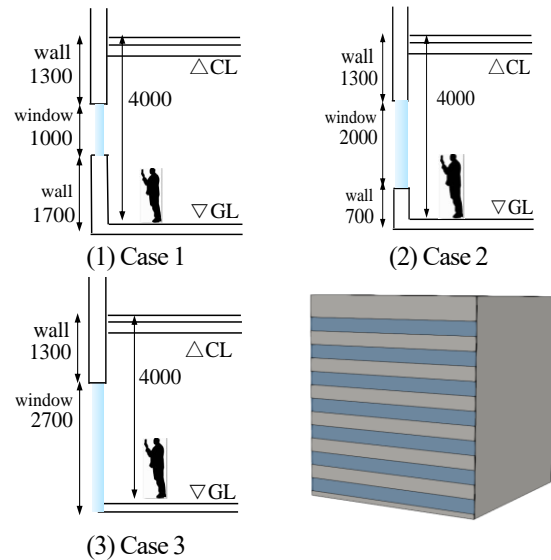 wall
1300
△CL
window
1000
4000
wall
1700
▽GL
(1) Case 1
wall
1300
△CL
window
2000
4000
wall
700
▽GL
(2) Case 2
wall
1300
△CL
window
2700
4000
▽GL
(3) Case 3